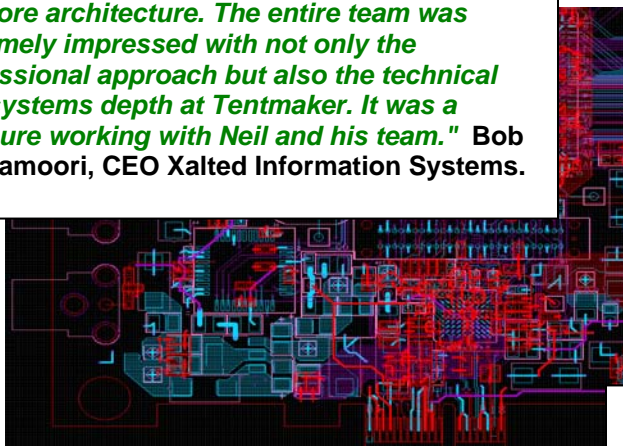 ore architecture. The entire team was
mely impressed with not only the
ssional approach but also the technical
systems depth at Tentmaker. It was a
ure working with Neil and his team." Bob
amoori, CEO Xalted Information Systems.